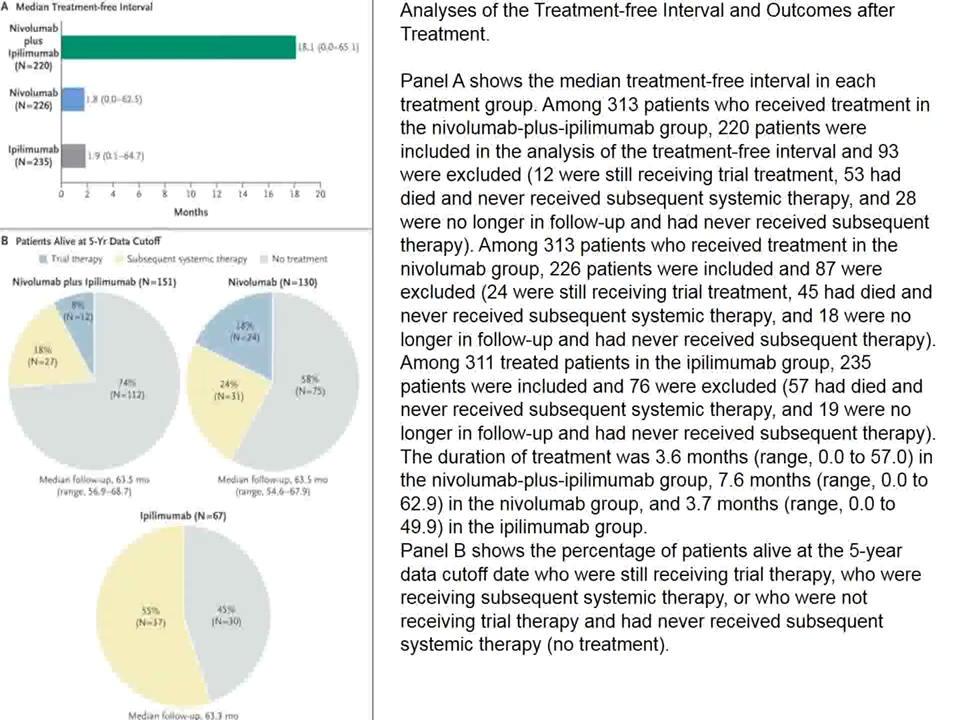 A Median Treatment-free Interval
Nivolumab
plus
Ipilimumab
(N=220)
18.1 (0.0–65.1)
Nivolumab
(N=226)
1.8 (0.0–62.5)
Ipilimumab
(N=235)
1.9 (0.1–64.7)
0 2 4 6 8 10 12 14 16 18 20
Months
B Patients Alive at 5-Yr Data Cutoff
Trial therapy Subsequent systemic therapy No treatment
Nivolumab plus Ipilimumab (N=151)
8%
(N=12)
18%
(N=27)
74%
(N=112)
Median follow-up, 63.5 mo
(range, 56.9–68.7)
Nivolumab (N=130)
18%
(N=24)
24%
(N=31)
58%
(N=75)
Median follow-up, 63.5 mo
(range, 54.6–67.9)
Ipilimumab (N=67)
55%
(N=37)
45%
(N=30)
Median follow-up, 63.3 mo
Analyses of the Treatment-free Interval and Outcomes after
Treatment.
Panel A shows the median treatment-free interval in each
treatment group. Among 313 patients who received treatment in
the nivolumab-plus-ipilimumab group, 220 patients were
included in the analysis of the treatment-free interval and 93
were excluded (12 were still receiving trial treatment, 53 had
died and never received subsequent systemic therapy, and 28
were no longer in follow-up and had never received subsequent
therapy). Among 313 patients who received treatment in the
nivolumab group, 226 patients were included and 87 were
excluded (24 were still receiving trial treatment, 45 had died and
never received subsequent systemic therapy, and 18 were no
longer in follow-up and had never received subsequent therapy).
Among 311 treated patients in the ipilimumab group, 235
patients were included and 76 were excluded (57 had died and
never received subsequent systemic therapy, and 19 were no
longer in follow-up and had never received subsequent therapy).
The duration of treatment was 3.6 months (range, 0.0 to 57.0) in
the nivolumab-plus-ipilimumab group, 7.6 months (range, 0.0 to
62.9) in the nivolumab group, and 3.7 months (range, 0.0 to
49.9) in the ipilimumab group.
Panel B shows the percentage of patients alive at the 5-year
data cutoff date who were still receiving trial therapy, who were
receiving subsequent systemic therapy, or who were not
receiving trial therapy and had never received subsequent
systemic therapy (no treatment).